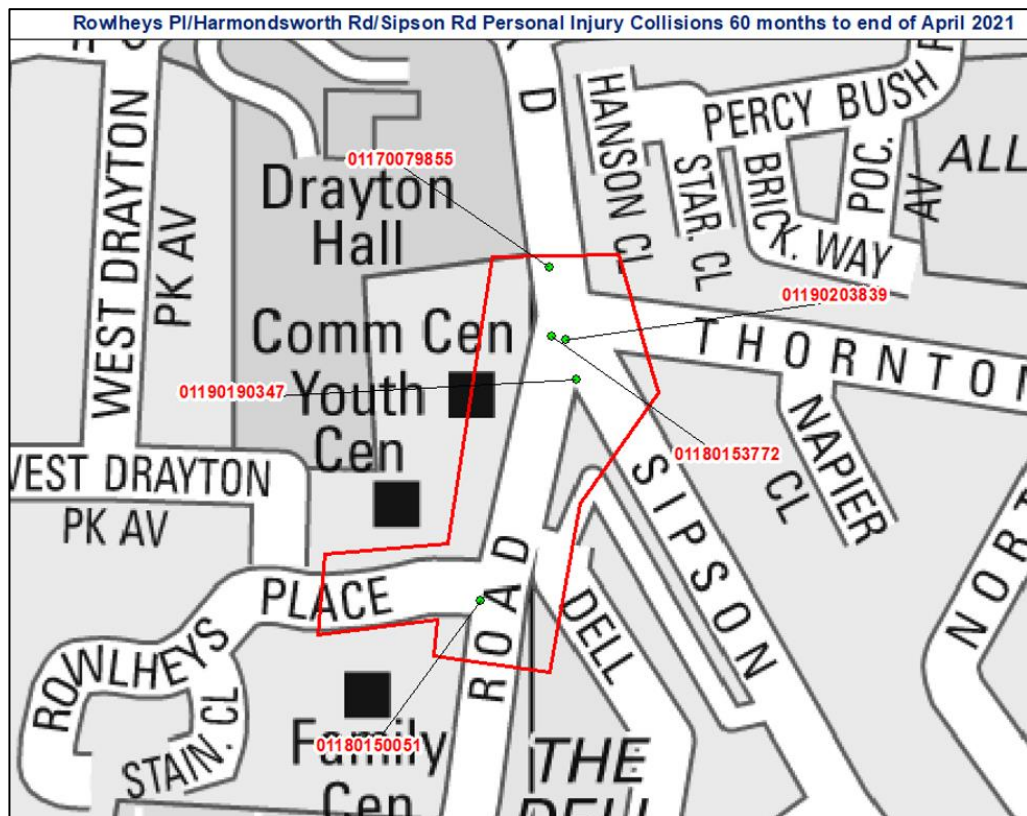 Rowlheys Pl/Harmondsworth Rd/Sipson Rd Personal Injury Collisions 60 months to end of April 2021
WEST DRAYTON
PK AV
D
HANSON CL
PERCY BUSH
STAR. CL
BRICK. WAY
POC.
AV
ALL
01170079855
Drayton
Hall
01190203839
Comm Cen
THORNTON
01190190347
Youth
Cen
01180153772
NAPIER
CL
WEST DRAYTON
PK AV
SIPSON
NORT
ROAD
PLACE
DELL
ROWLHEYS
STAIN. CL
01180150051
Family
Cen
THE
DELL